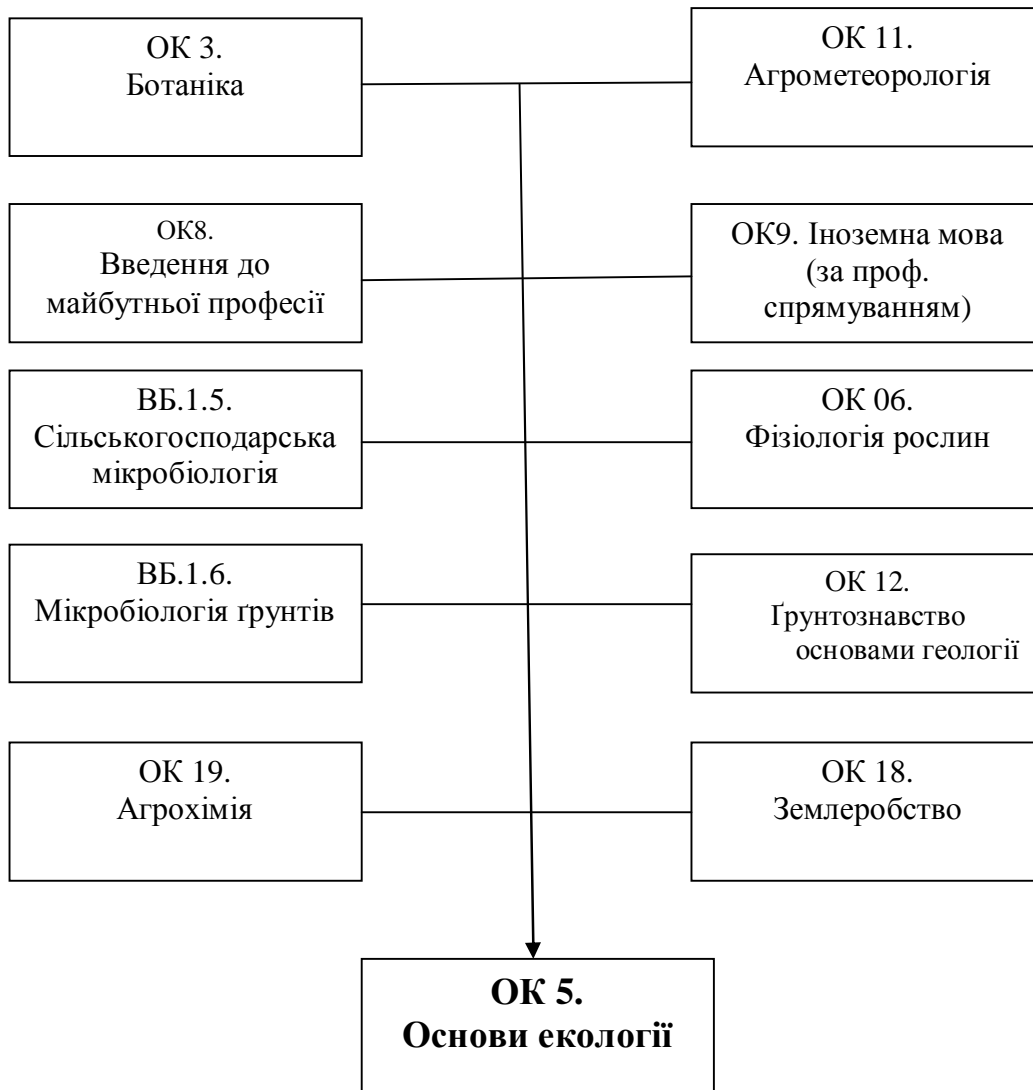 ОК 3.
Ботаніка
ОК 11.
Агрометеорологія
ОК8.
Введення до
майбутньої професії
ОК9. Іноземна мова
(за проф.
спрямуванням)
ВБ.1.5.
Сільськогосподарська
мікробіологія
ОК 06.
Фізіологія рослин
ВБ.1.6.
Мікробіологія ґрунтів
ОК 12.
Ґрунтознавство
основами геології
ОК 19.
Агрохімія
ОК 18.
Землеробство
ОК 5.
Основи екології